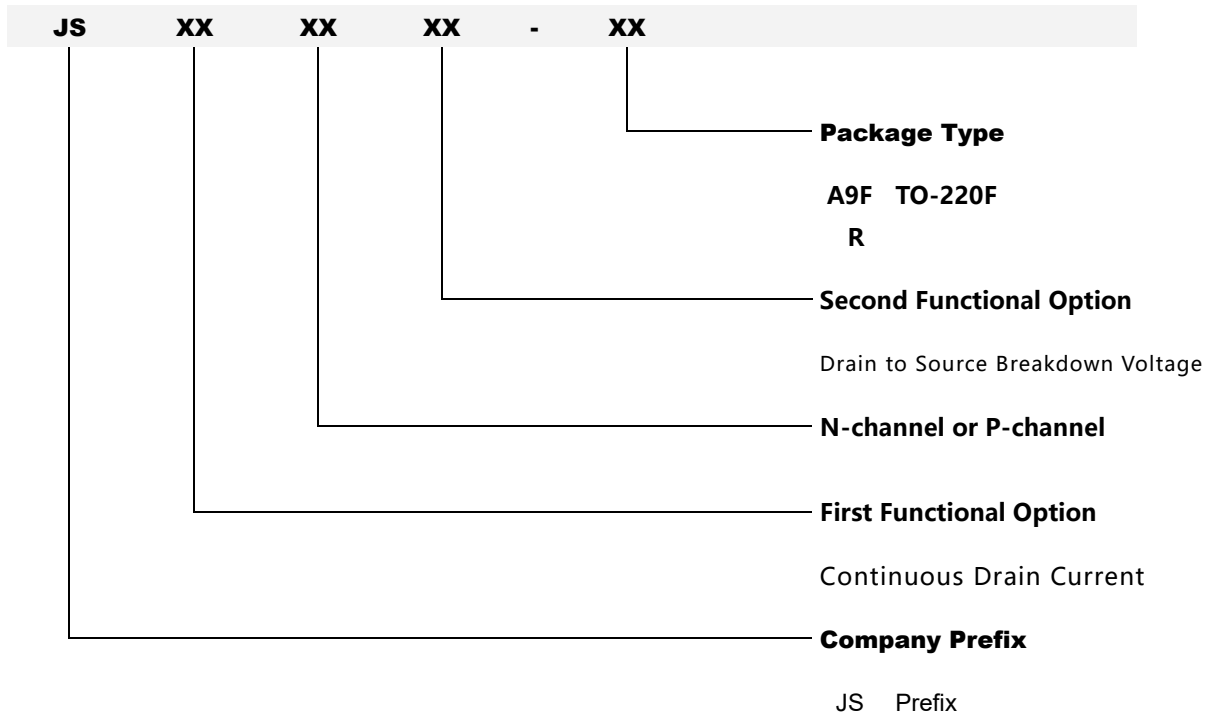 JS XX XX XX - XX
Package Type
A9F TO-220F
R
Second Functional Option
Drain to Source Breakdown Voltage
N-channel or P-channel
First Functional Option
Continuous Drain Current
Company Prefix
JS Prefix